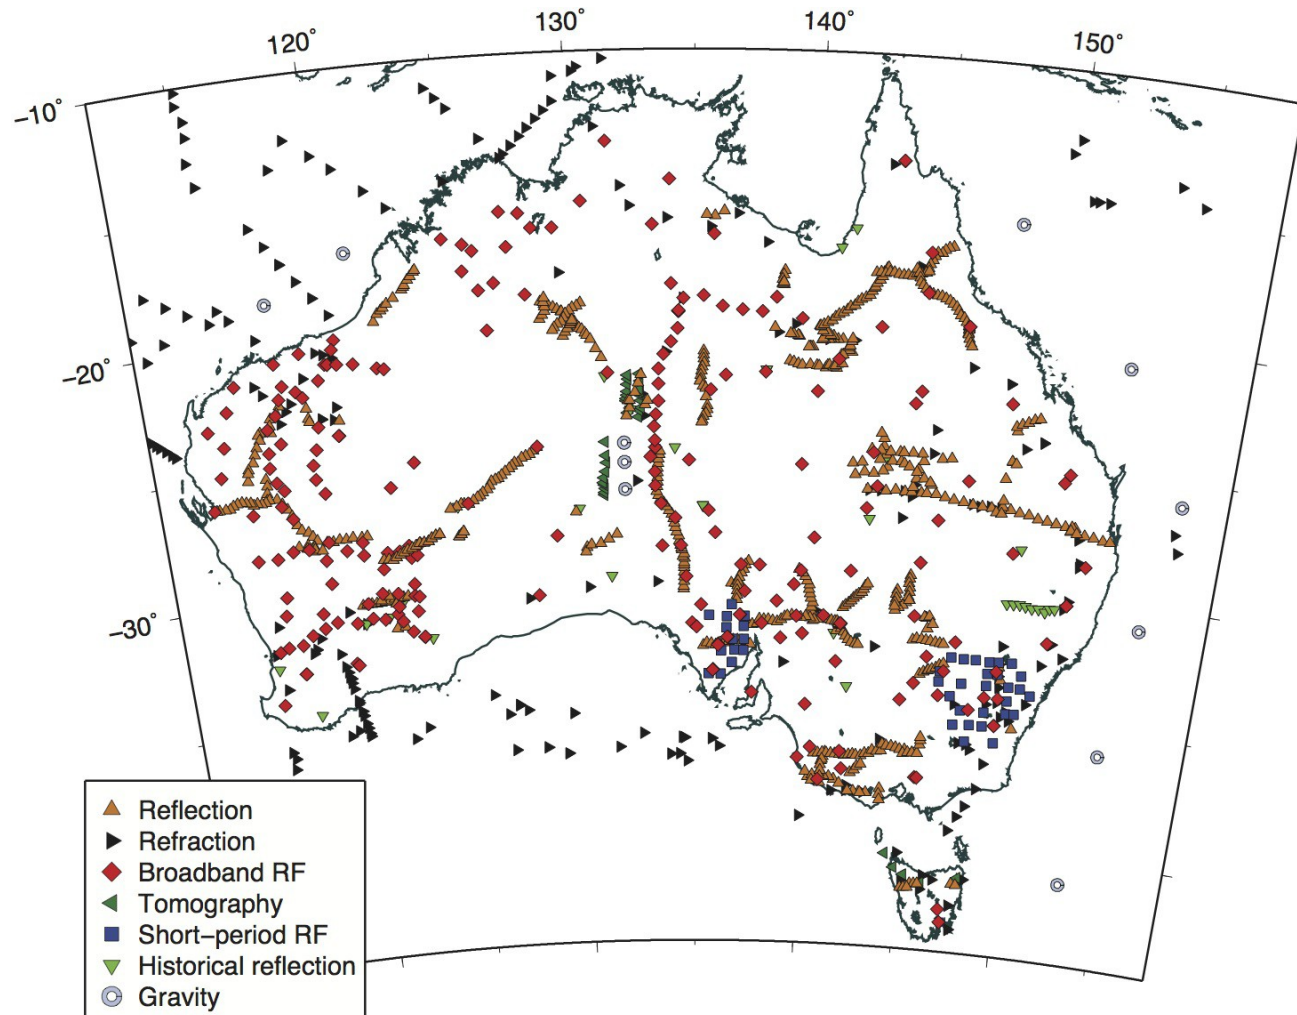 120°
130°
140°
150°
−10°
−20°
−30°
Reflection
Refraction
Broadband RF
Tomography
Short−period RF
Historical reflection
Gravity